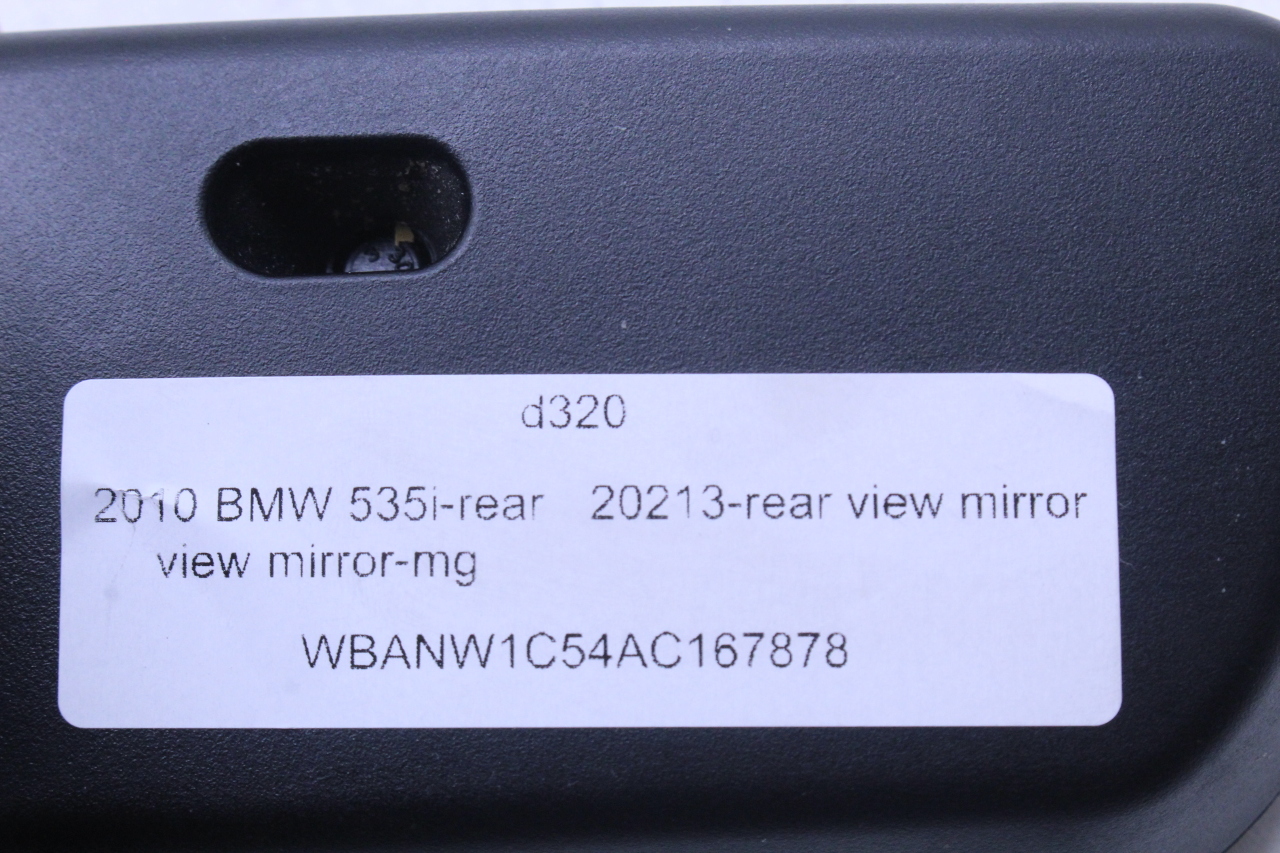 d320
2010 BMW 535i-rear 20213-rear view mirror
view mirror-mg
WBANW1C54AC167878